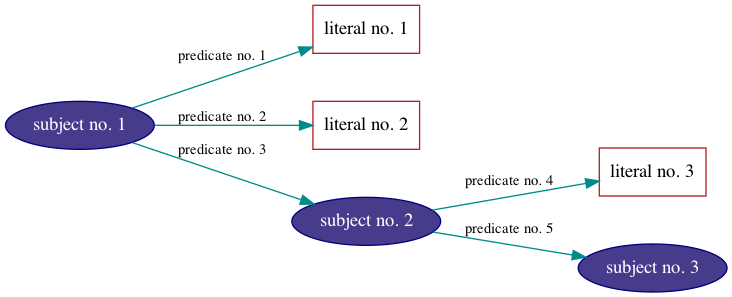 literal no. 1
predicate no. 1
subject no. 1
predicate no. 2
literal no. 2
predicate no. 3
literal no. 3
predicate no. 4
subject no. 2
predicate no. 5
subject no. 3